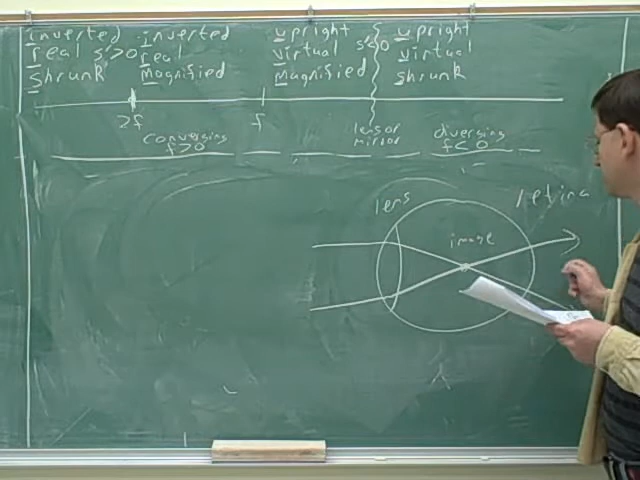 inverted inverted upright upright
real s'>0 real virtual s'<0 virtual
shrunk magnified magnified shrunk
2f f
converging lens or diverging
f>0 mirror f<0
lens retina
image